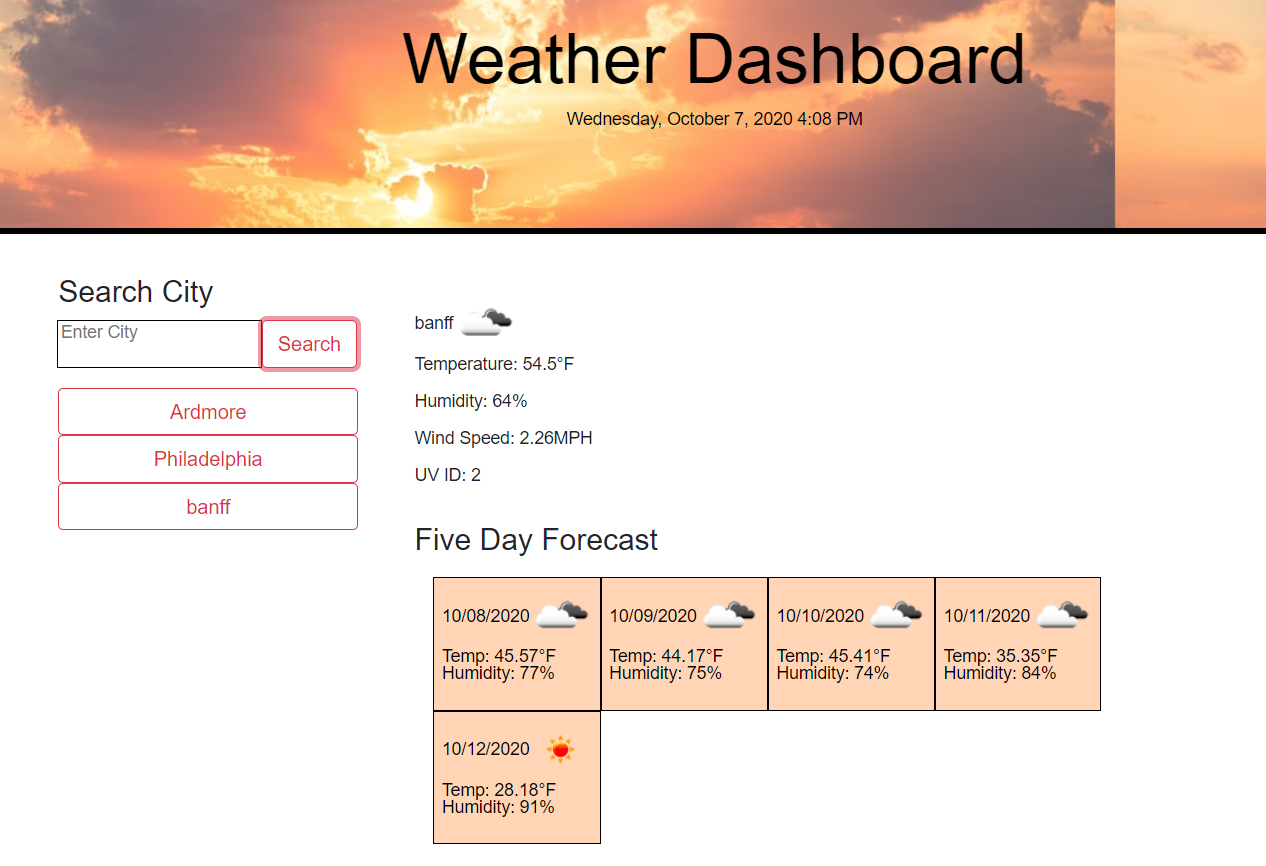 Weather Dashboard
Wednesday, October 7, 2020 4:08 PM
Search City
Enter City
Search
Ardmore
Philadelphia
banff
banff
Temperature: 54.5°F
Humidity: 64%
Wind Speed: 2.26MPH
UV ID: 2
Five Day Forecast
10/08/2020
Temp: 45.57°F
Humidity: 77%
10/09/2020
Temp: 44.17°F
Humidity: 75%
10/10/2020
Temp: 45.41°F
Humidity: 74%
10/11/2020
Temp: 35.35°F
Humidity: 84%
10/12/2020
Temp: 28.18°F
Humidity: 91%